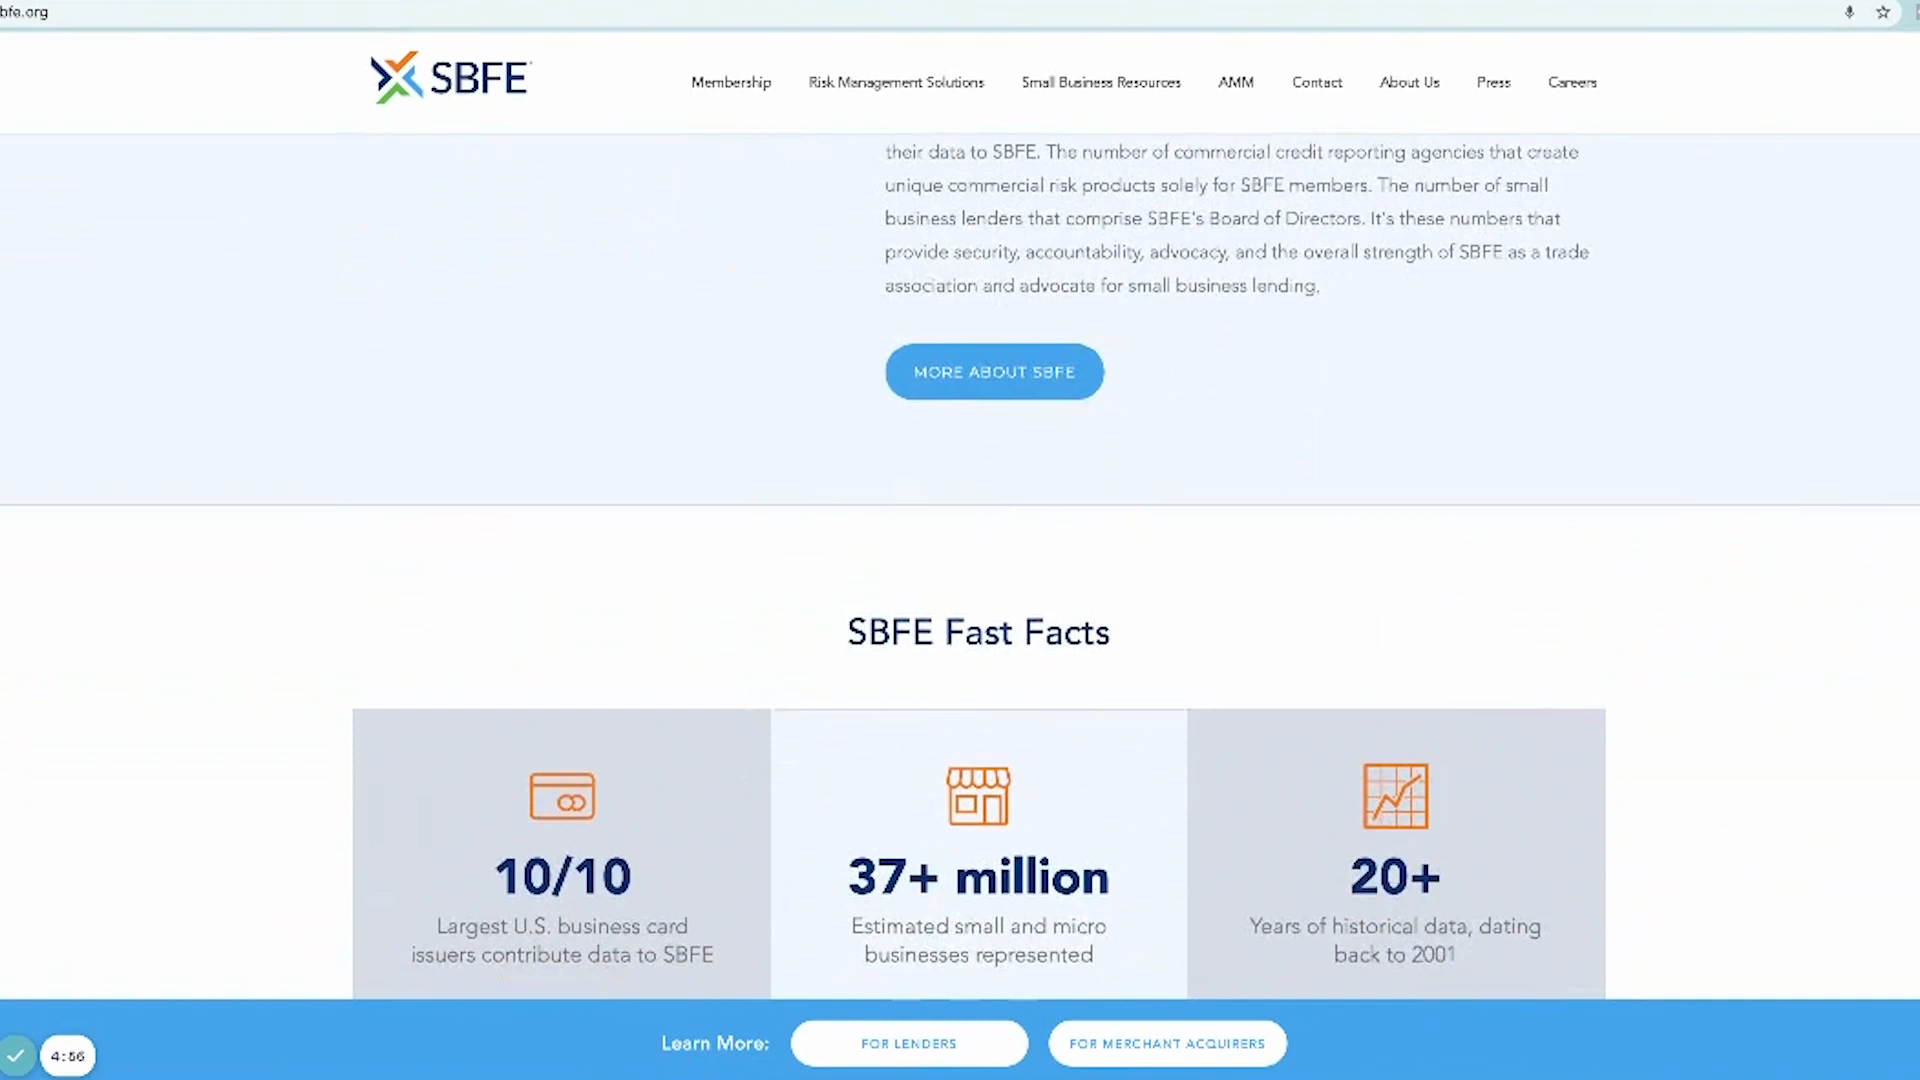 bfe.org
SBFE
Membership Risk Management Solutions Small Business Resources AMM Contact About Us Press Careers
their data to SBFE. The number of commercial credit reporting agencies that create
unique commercial risk products solely for SBFE members. The number of small
business lenders that comprise SBFE's Board of Directors. It's these numbers that
provide security, accountability, advocacy, and the overall strength of SBFE as a trade
association and advocate for small business lending.
MORE ABOUT SBFE
SBFE Fast Facts
10/10
Largest U.S. business card
issuers contribute data to SBFE
37+ million
Estimated small and micro
businesses represented
20+
Years of historical data, dating
back to 2001
Learn More: FOR LENDERS FOR MERCHANT ACQUIRERS
4:56